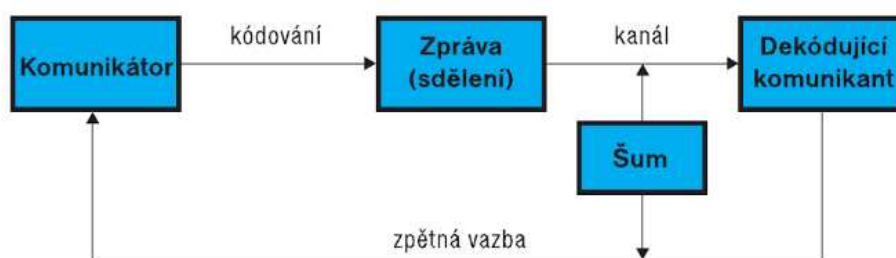 Komunikátor
kódování
Zpráva
(sdělení)
kanál
Dekódující
komunikant
Šum
zpětná vazba